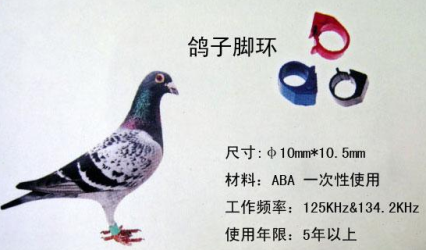 鸽子脚环
尺寸:φ10mm*10.5mm
材料: ABA 一次性使用
工作频率: 125KHz&134.2KHz
使用年限: 5年以上